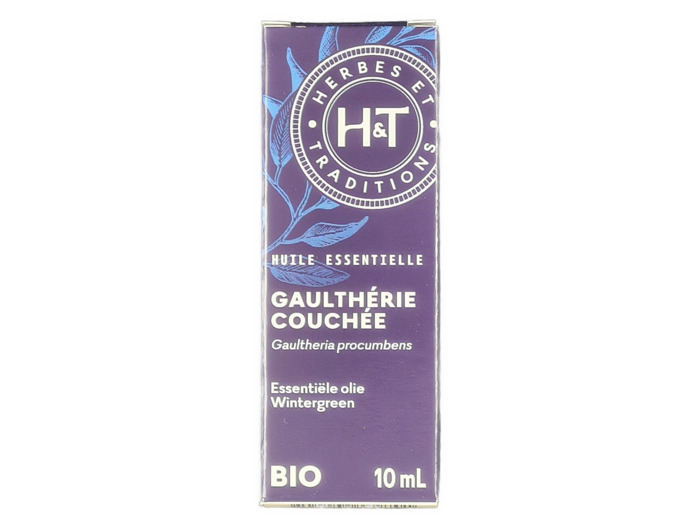 HERBES ET
H&T
TRADITIONS
HUILE ESSENTIELLE
GAULTHÉRIE
COUCHÉE
Gaultheria procumbens
Essentiële olie
Wintergreen
BIO 10 mL